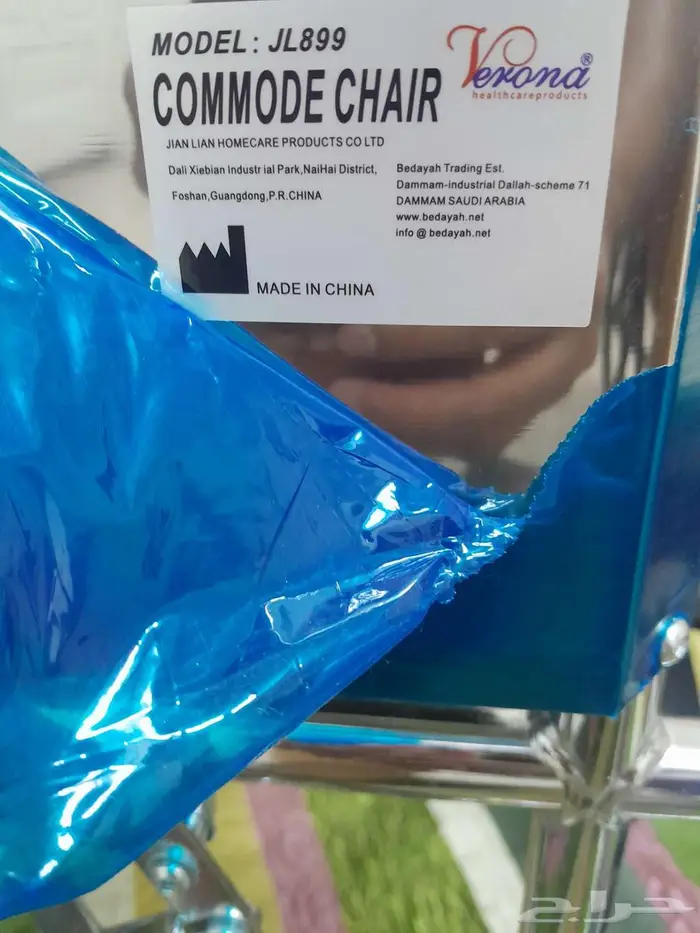 MODEL: JL899
Verona®
healthcareproducts
COMMODE CHAIR
JIAN LIAN HOMECARE PRODUCTS CO LTD
Dali Xiebian Industrial Park,NaiHai District,
Foshan,Guangdong,P.R.CHINA
Bedayah Trading Est.
Dammam-industrial Dallah-scheme 71
DAMMAM SAUDI ARABIA
www.bedayah.net
info @ bedayah.net
MADE IN CHINA
حراج